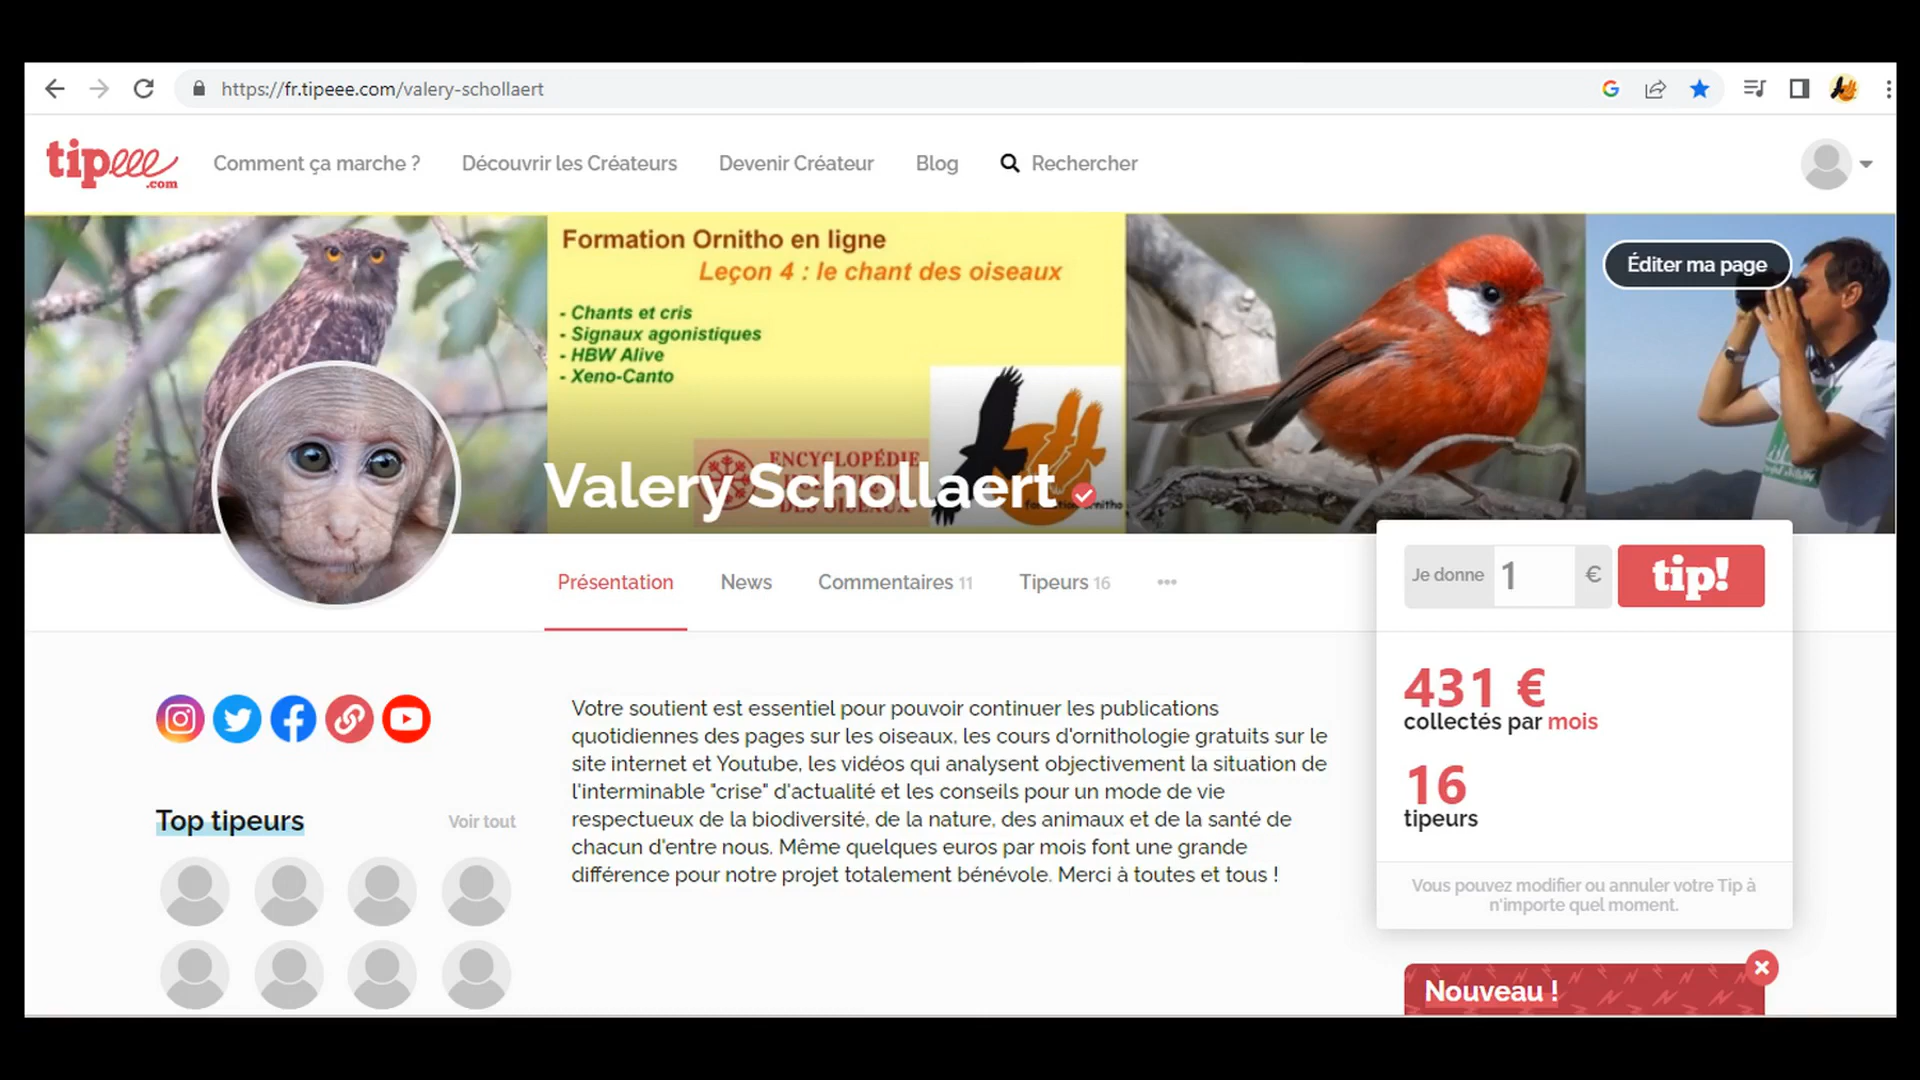 https://fr.tipeee.com/valery-schollaert
tipeee
.com
Comment ça marche ?
Découvrir les Créateurs
Devenir Créateur
Blog
Rechercher
Formation Ornitho en ligne
Leçon 4 : le chant des oiseaux
- Chants et cris
- Signaux agonistiques
- HBW Alive
- Xeno-Canto
Éditer ma page
ENCYCLOPÉDIE
DES OISEAUX
Valery Schollaert
Présentation
News
Commentaires 11
Tipeurs 16
Je donne 1 €
tip!
431 €
collectés par mois
16
tipeurs
Vous pouvez modifier ou annuler votre Tip à
n'importe quel moment.
Votre soutient est essentiel pour pouvoir continuer les publications
quotidiennes des pages sur les oiseaux, les cours d'ornithologie gratuits sur le
site internet et Youtube, les vidéos qui analysent objectivement la situation de
l'interminable "crise" d'actualité et les conseils pour un mode de vie
respectueux de la biodiversité, de la nature, des animaux et de la santé de
chacun d'entre nous. Même quelques euros par mois font une grande
différence pour notre projet totalement bénévole. Merci à toutes et tous !
Top tipeurs
Voir tout
Nouveau !